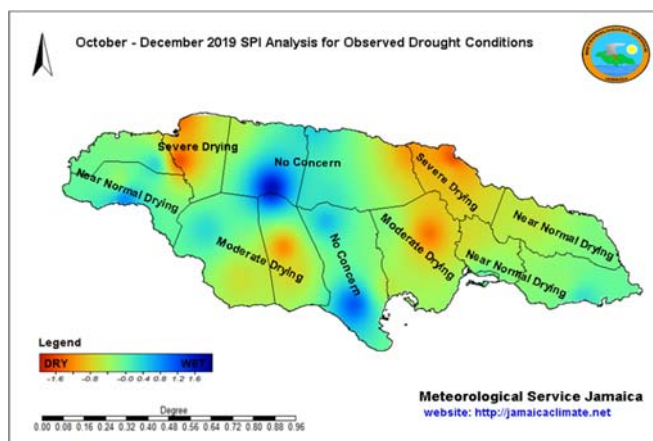 October - December 2019 SPI Analysis for Observed Drought Conditions
Severe Drying
No Concern
Severe Drying
Near Normal Drying
Near Normal Drying
Moderate Drying
No Concern
Moderate Drying
Near Normal Drying
Legend
DRY WET
-1.6 -0.8 -0.0 0.4 0.8 1.2 1.6
Degree
0.00 0.08 0.16 0.24 0.32 0.40 0.48 0.56 0.64 0.72 0.80 0.88 0.96
Meteorological Service Jamaica
website: http://jamaicaclimate.net